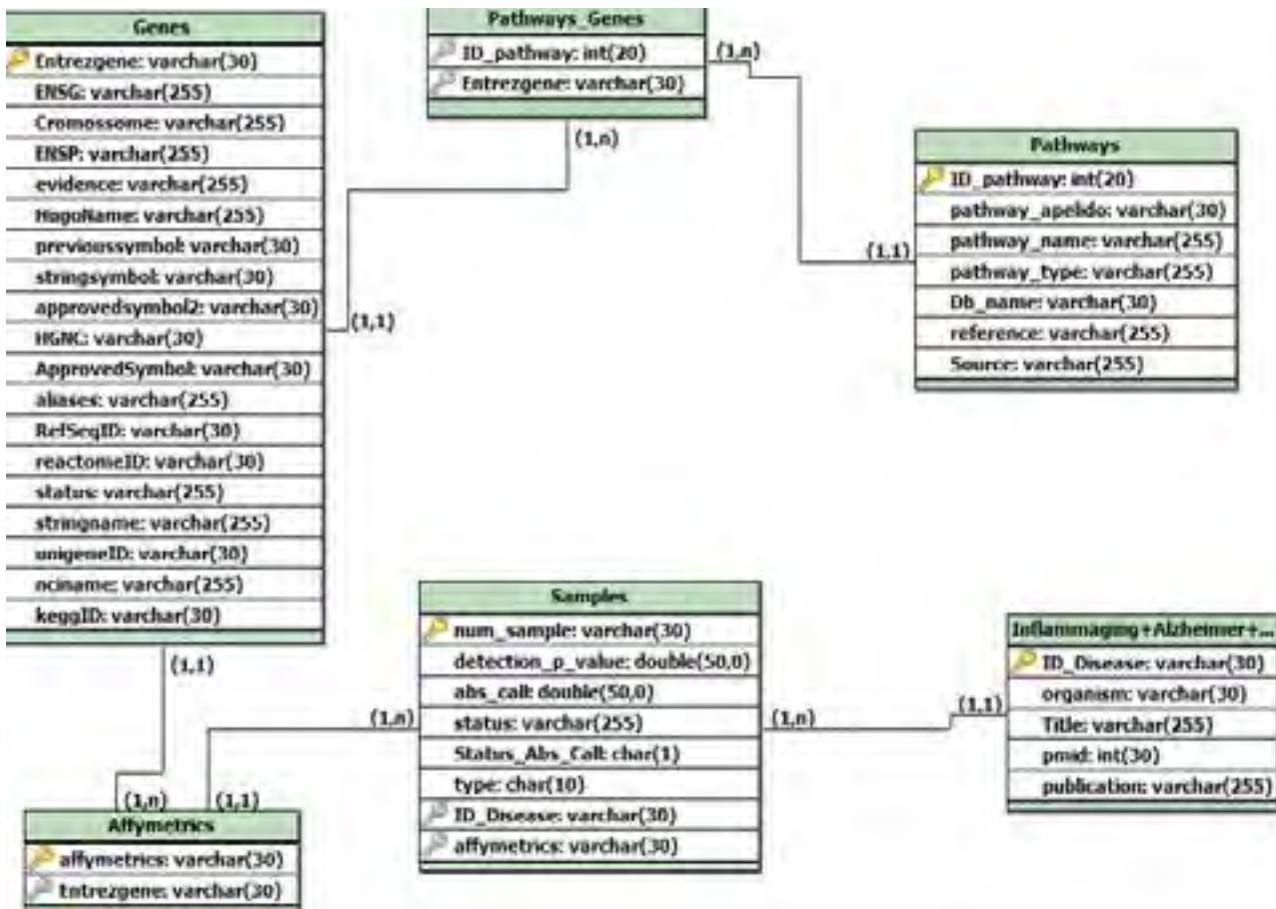 Genes
Entrezgene: varchar(30)
ENSG: varchar(255)
Cromossome: varchar(255)
ENSP: varchar(255)
evidence: varchar(255)
HugoName: varchar(255)
previoussymbol: varchar(30)
stringsymbol: varchar(30)
approvedsymbol2: varchar(30)
HGNC: varchar(30)
ApprovedSymbol: varchar(30)
aliases: varchar(255)
RefSeqID: varchar(30)
reactomeID: varchar(30)
status: varchar(255)
stringname: varchar(255)
unigeneID: varchar(30)
nciname: varchar(255)
keggID: varchar(30)
(1,1)
(1,1)
Pathways_Genes
ID_pathway: int(20)
Entrezgene: varchar(30)
(1,n)
(1,n)
Pathways
ID_pathway: int(20)
pathway_apelido: varchar(30)
pathway_name: varchar(255)
pathway_type: varchar(255)
Db_name: varchar(30)
reference: varchar(255)
Source: varchar(255)
(1,1)
Samples
num_sample: varchar(30)
detection_p_value: double(50,0)
abs_call: double(50,0)
status: varchar(255)
Status_Abs_Call: char(1)
type: char(10)
ID_Disease: varchar(30)
affymetrics: varchar(30)
(1,n)
(1,n)
Inflammaging+Alzheimer+...
ID_Disease: varchar(30)
organism: varchar(30)
Title: varchar(255)
pmid: int(30)
publication: varchar(255)
(1,1)
(1,n)
(1,1)
Affymetrics
affymetrics: varchar(30)
Entrezgene: varchar(30)